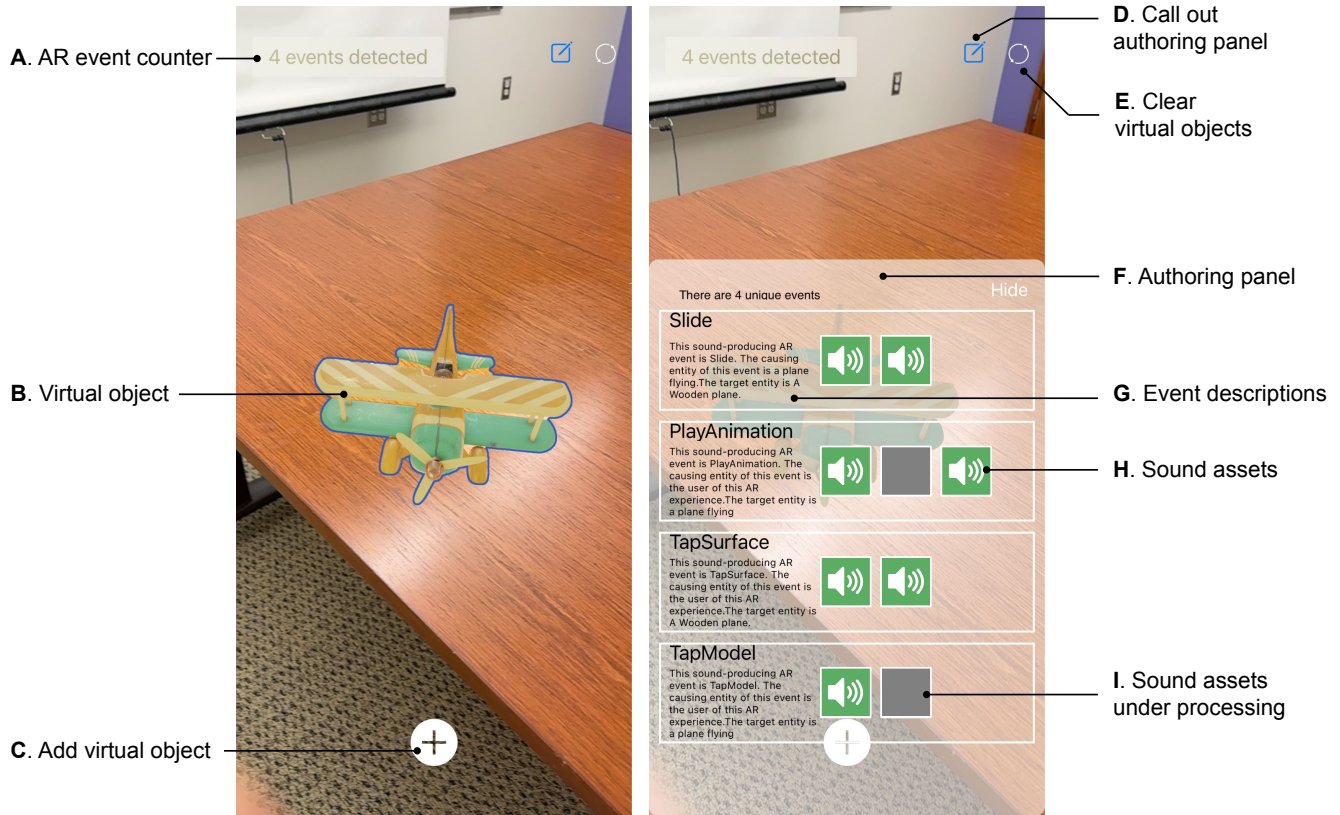 A. AR event counter
4 events detected
B. Virtual object
C. Add virtual object
4 events detected
D. Call out
authoring panel
E. Clear
virtual objects
F. Authoring panel
There are 4 unique events
Hide
Slide
This sound-producing AR
event is Slide. The causing
entity of this event is a plane
flying.The target entity is A
Wooden plane.
G. Event descriptions
PlayAnimation
This sound-producing AR
event is PlayAnimation. The
causing entity of this event is
the user of this AR
experience.The target entity is
a plane flying
H. Sound assets
TapSurface
This sound-producing AR
event is TapSurface. The
causing entity of this event is
the user of this AR
experience.The target entity is
A Wooden plane.
TapModel
This sound-producing AR
event is TapModel. The
causing entity of this event is
the user of this AR
experience.The target entity is
a plane flying
I. Sound assets
under processing